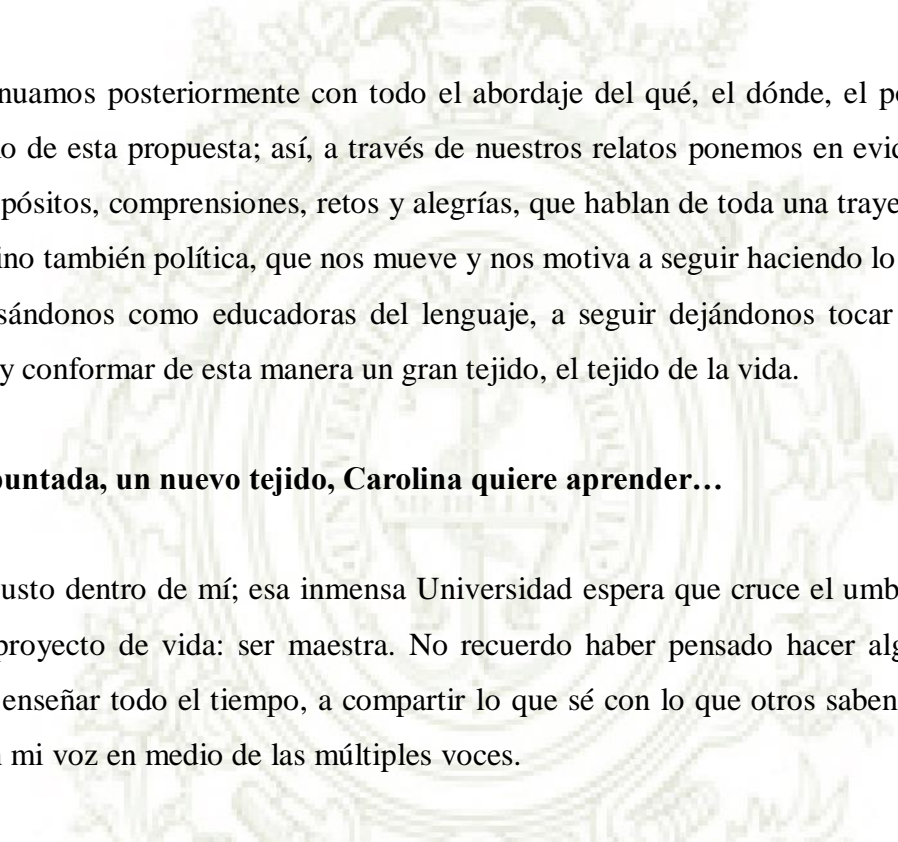 nuamos posteriormente con todo el abordaje del qué, el dónde, el p
o de esta propuesta; así, a través de nuestros relatos ponemos en evid
pósitos, comprensiones, retos y alegrías, que hablan de toda una traye
ino también política, que nos mueve y nos motiva a seguir haciendo lo
sándonos como educadoras del lenguaje, a seguir dejándonos tocar
y conformar de esta manera un gran tejido, el tejido de la vida.
puntada, un nuevo tejido, Carolina quiere aprender…
usto dentro de mí; esa inmensa Universidad espera que cruce el umb
proyecto de vida: ser maestra. No recuerdo haber pensado hacer alg
enseñar todo el tiempo, a compartir lo que sé con lo que otros saben
mi voz en medio de las múltiples voces.